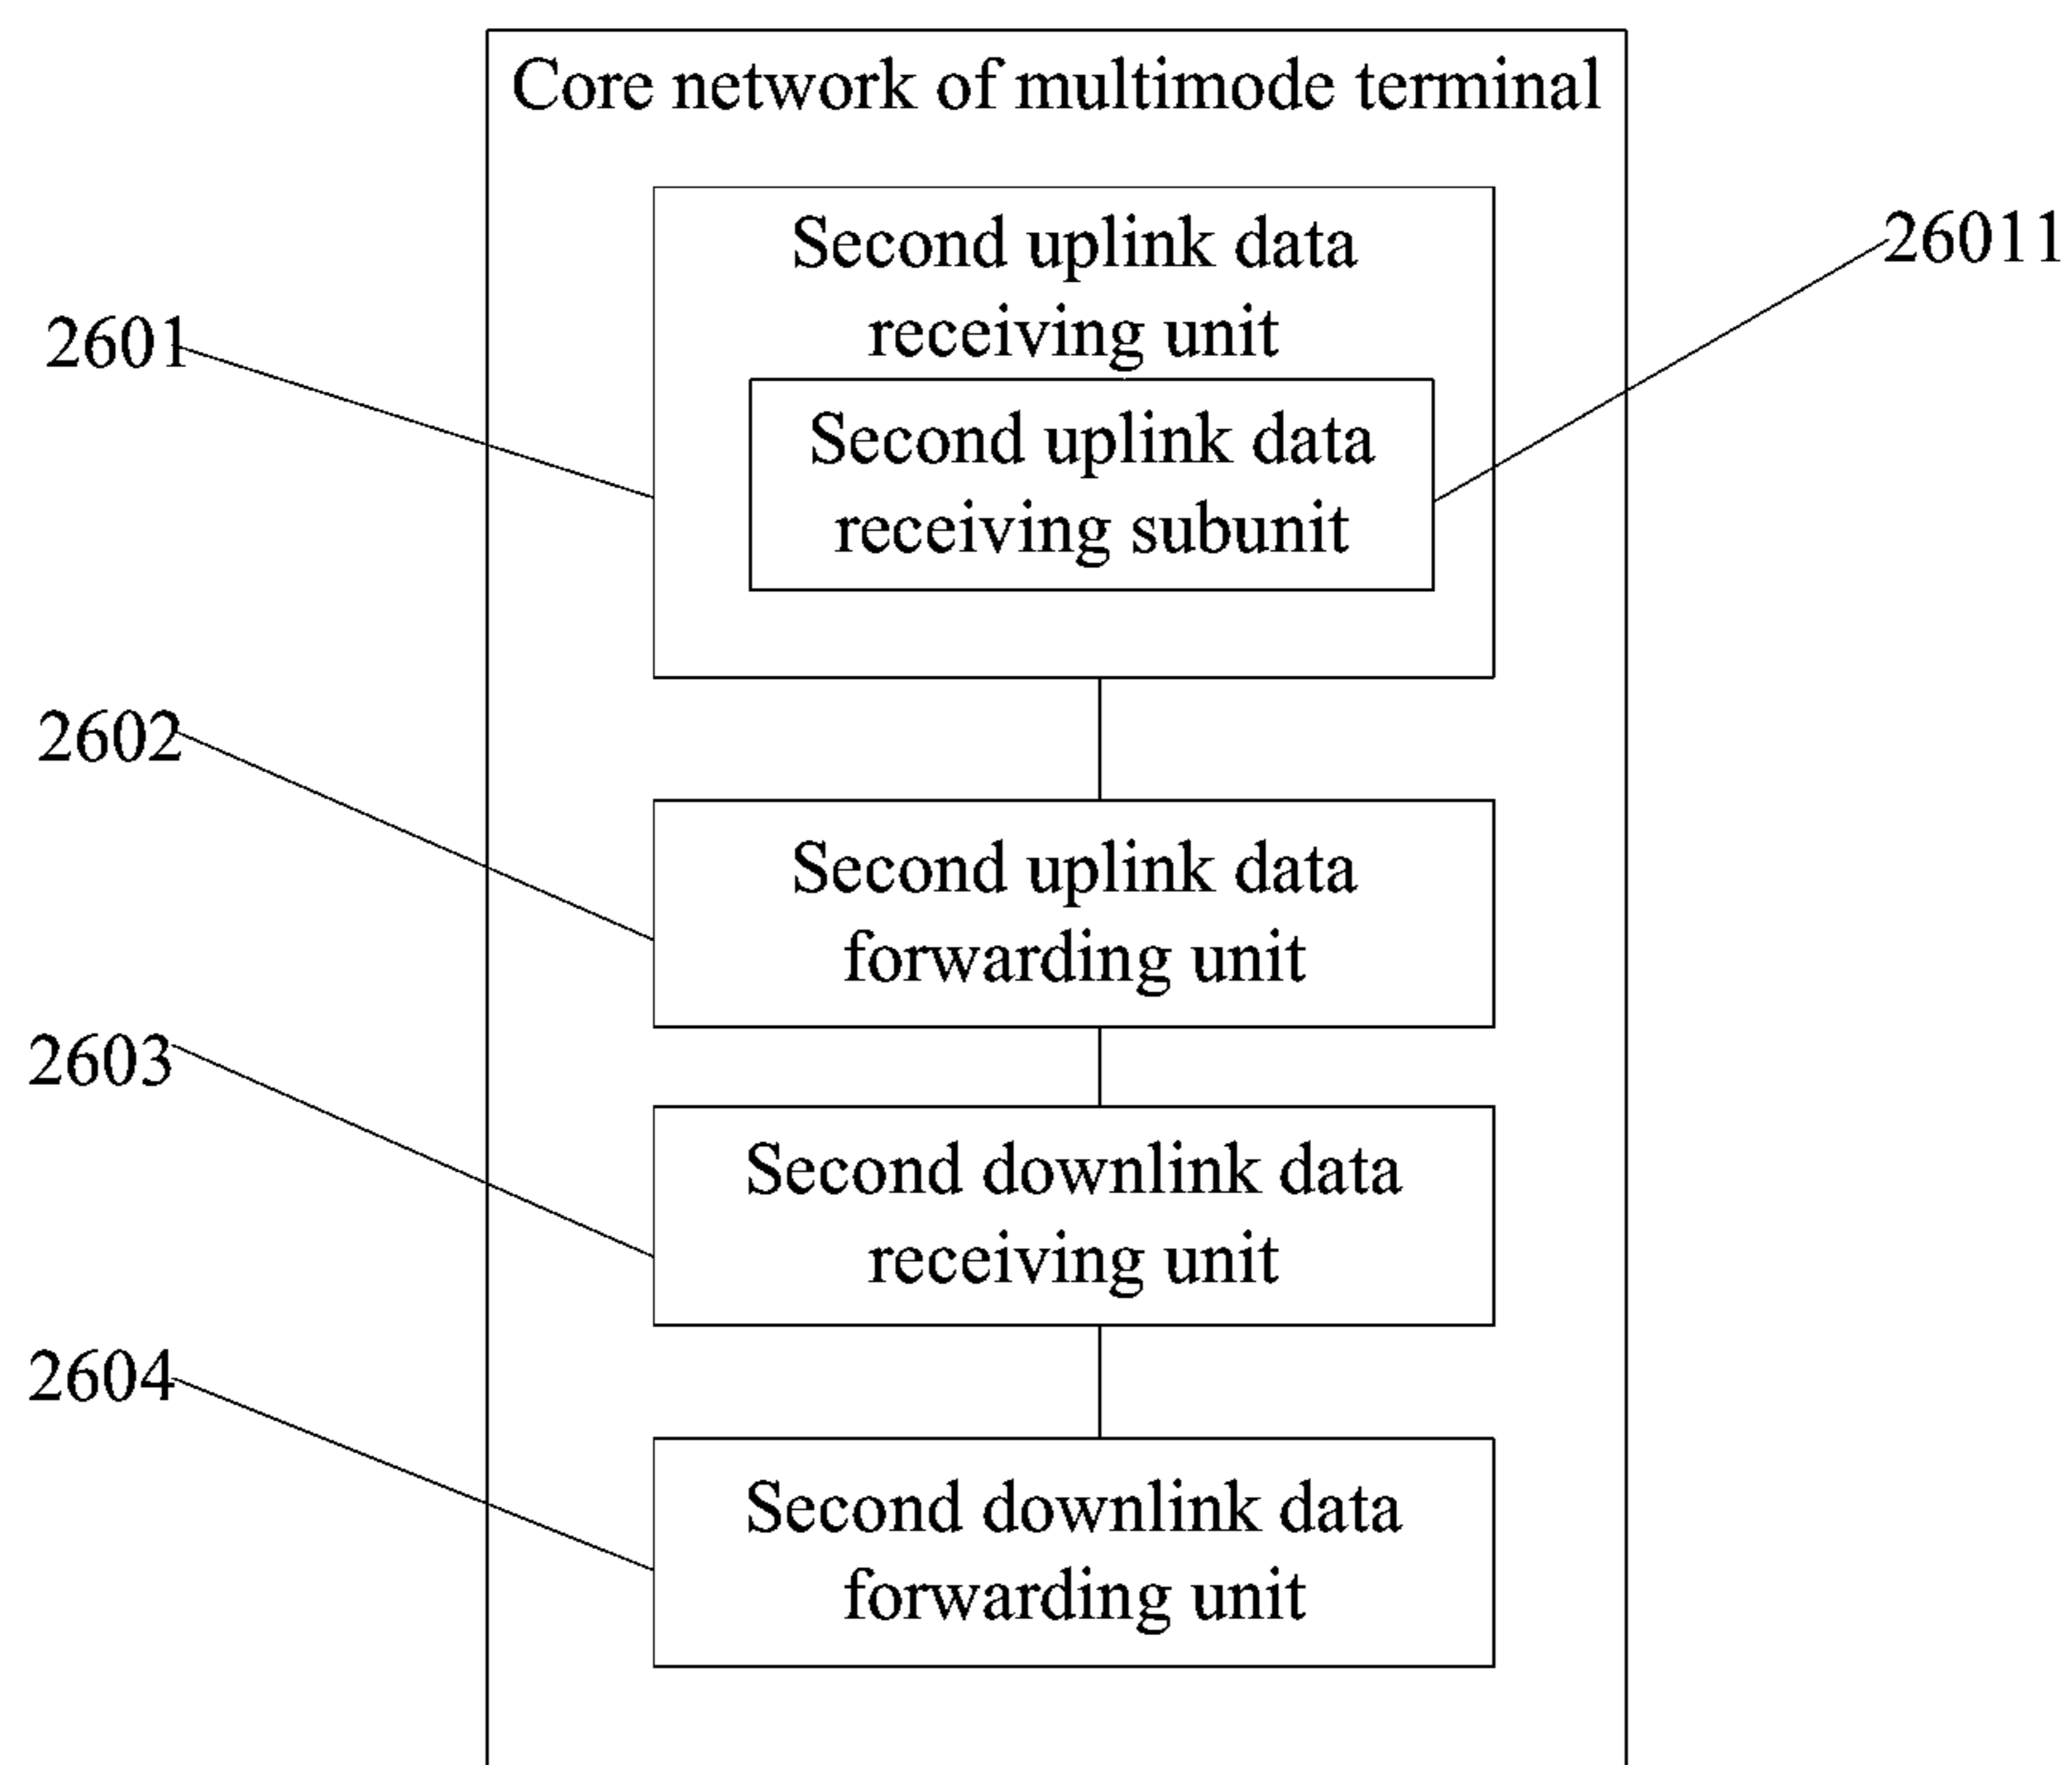 Core network of multimode terminal
Second uplink data
receiving unit
26011
2601
Second uplink data
receiving subunit
2602
Second uplink data
forwarding unit
2603
Second downlink data
receiving unit
2604
Second downlink data
forwarding unit